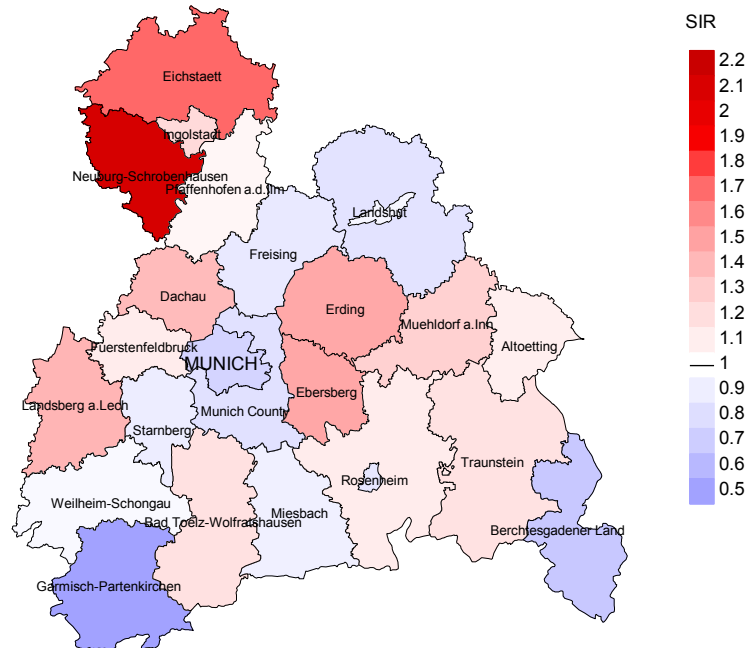 SIR
2.2
2.1
2
1.9
1.8
1.7
1.6
1.5
1.4
1.3
1.2
1.1
1
0.9
0.8
0.7
0.6
0.5
Eichstaett
Ingolstadt
Neuburg-Schrobenhausen
Pfaffenhofen a.d.Ilm
Landshut
Freising
Dachau
Erding
Muehldorf a.Inn
Altoetting
Fuerstenfeldbruck
MUNICH
Ebersberg
Landsberg a.Lech
Munich County
Starnberg
Traunstein
Rosenheim
Weilheim-Schongau
Miesbach
Bad Toelz-Wolfratshausen
Berchtesgadener Land
Garmisch-Partenkirchen